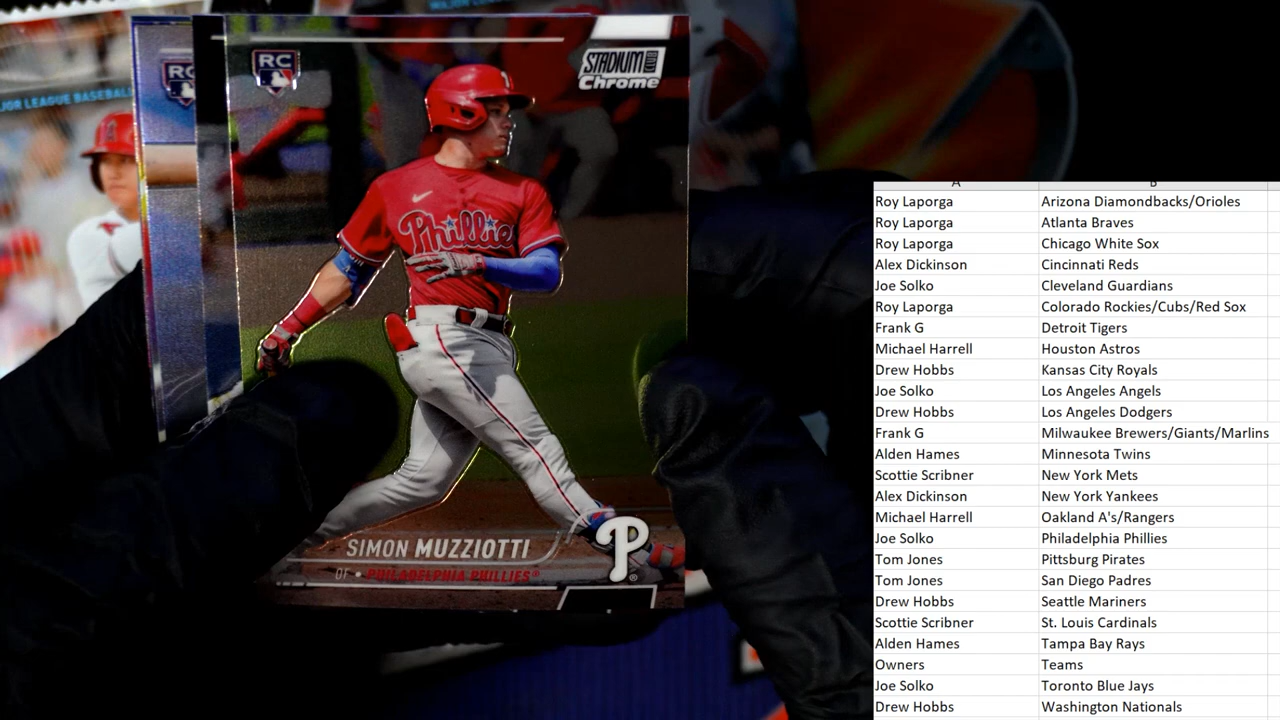 JOR LEAGUE BASEBALL
RC
RC
STADIUM CLUB
Chrome
Phillies
SIMON MUZZIOTTI
OF • PHILADELPHIA PHILLIES®
P
A B
Roy Laporga Arizona Diamondbacks/Orioles
Roy Laporga Atlanta Braves
Roy Laporga Chicago White Sox
Alex Dickinson Cincinnati Reds
Joe Solko Cleveland Guardians
Roy Laporga Colorado Rockies/Cubs/Red Sox
Frank G Detroit Tigers
Michael Harrell Houston Astros
Drew Hobbs Kansas City Royals
Joe Solko Los Angeles Angels
Drew Hobbs Los Angeles Dodgers
Frank G Milwaukee Brewers/Giants/Marlins
Alden Hames Minnesota Twins
Scottie Scribner New York Mets
Alex Dickinson New York Yankees
Michael Harrell Oakland A's/Rangers
Joe Solko Philadelphia Phillies
Tom Jones Pittsburg Pirates
Tom Jones San Diego Padres
Drew Hobbs Seattle Mariners
Scottie Scribner St. Louis Cardinals
Alden Hames Tampa Bay Rays
Owners Teams
Joe Solko Toronto Blue Jays
Drew Hobbs Washington Nationals